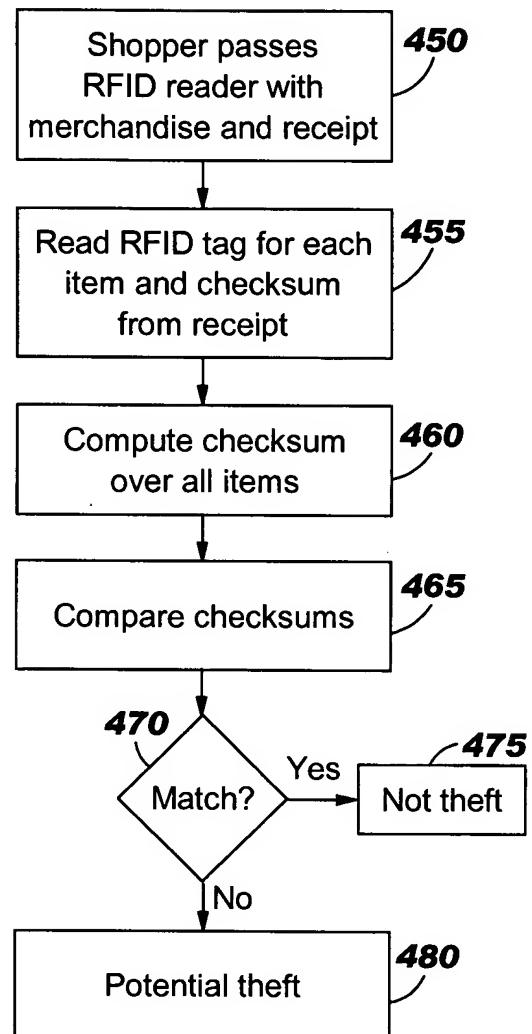 Shopper passes
RFID reader with
merchandise and receipt
450
Read RFID tag for each
item and checksum
from receipt
455
Compute checksum
over all items
460
Compare checksums
465
470
Match?
Yes
475
Not theft
No
Potential theft
480